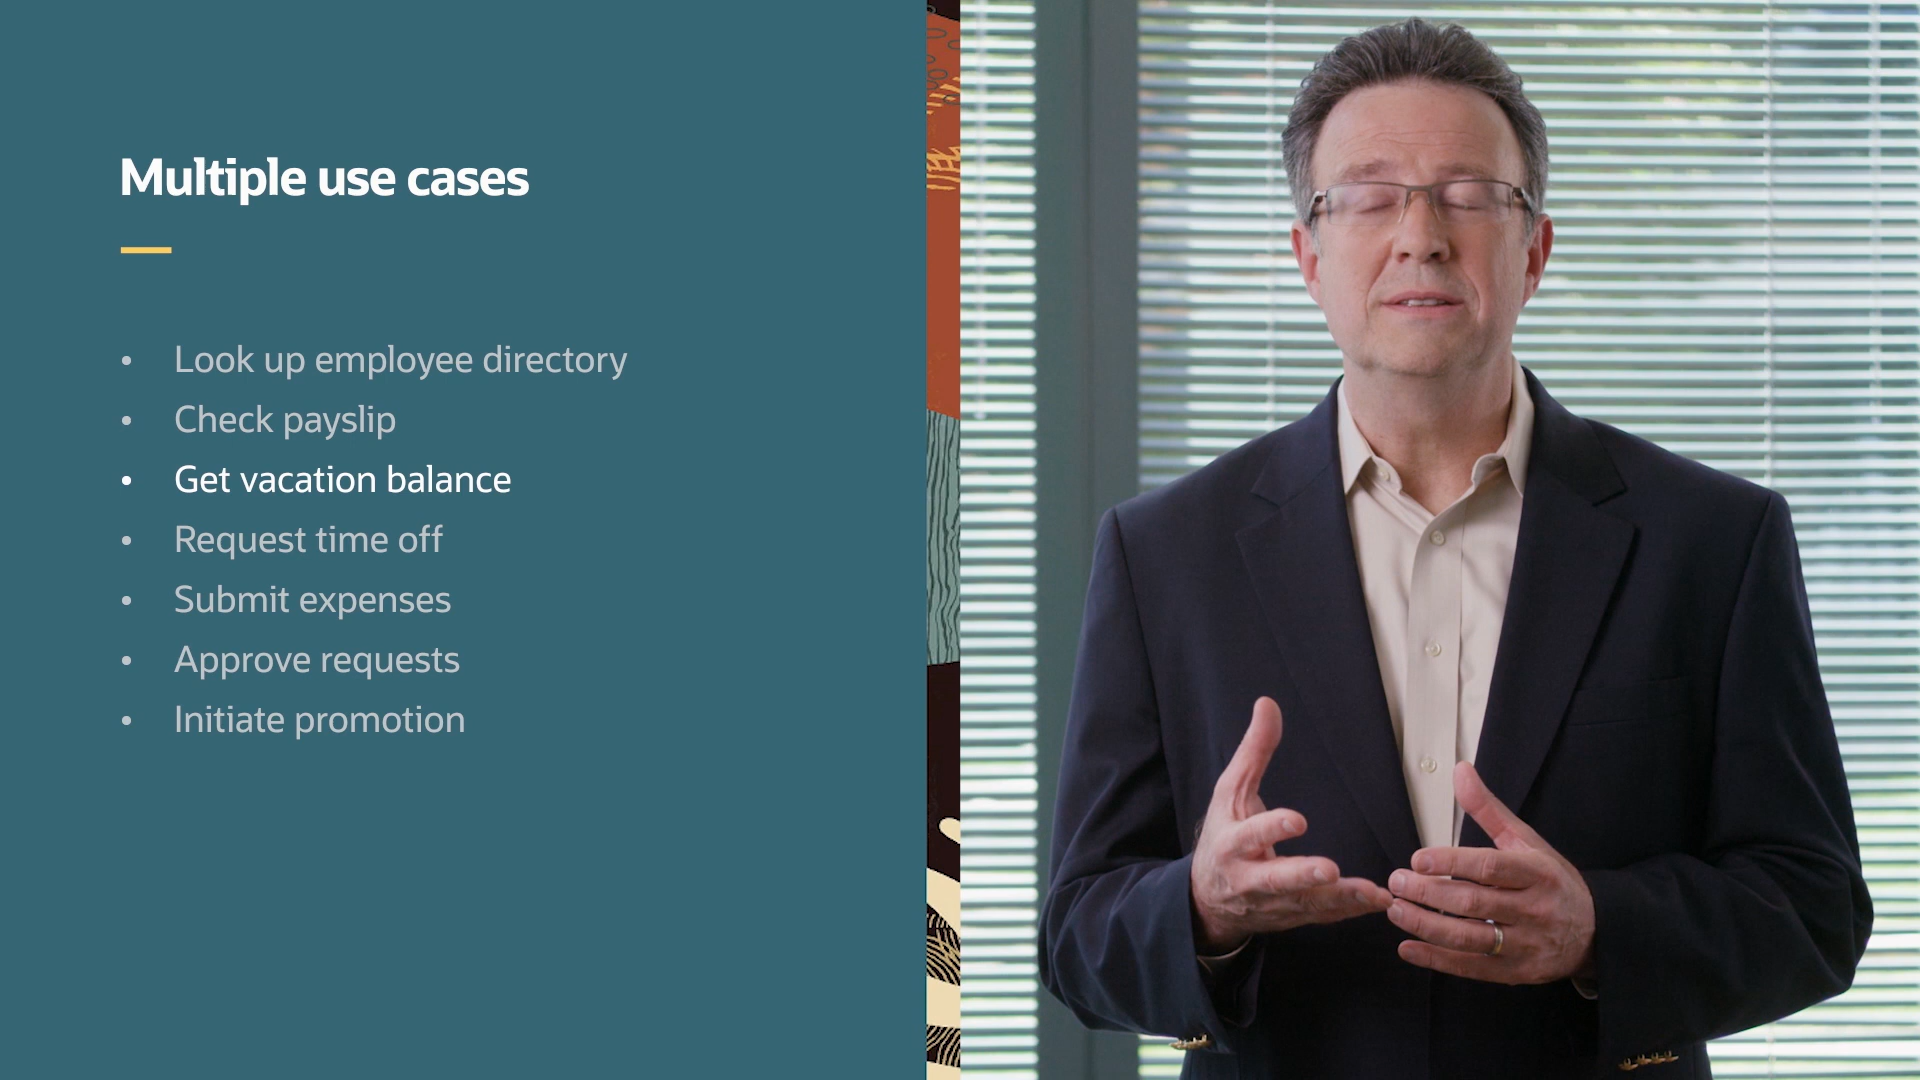 Multiple use cases
• Look up employee directory
• Check payslip
• Get vacation balance
• Request time off
• Submit expenses
• Approve requests
• Initiate promotion